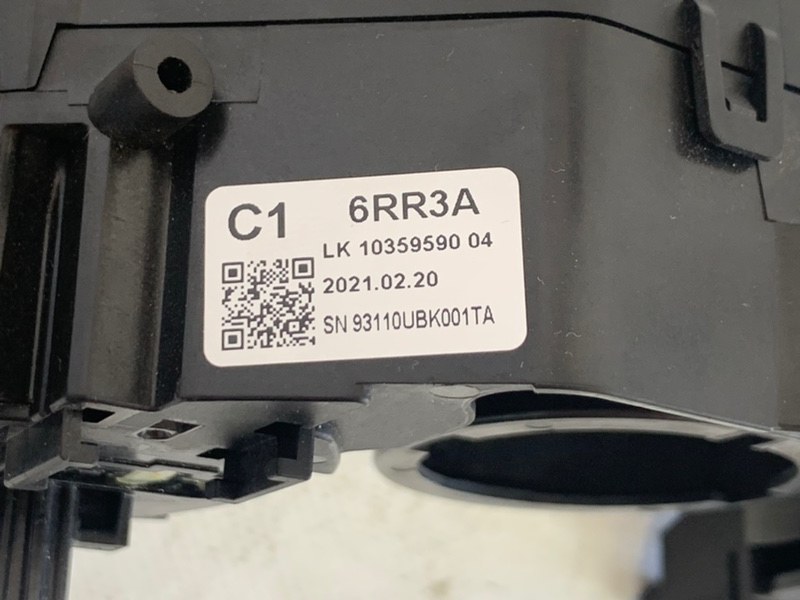 C1 6RR3A
LK 10359590 04
2021.02.20
SN 93110UBK001TA